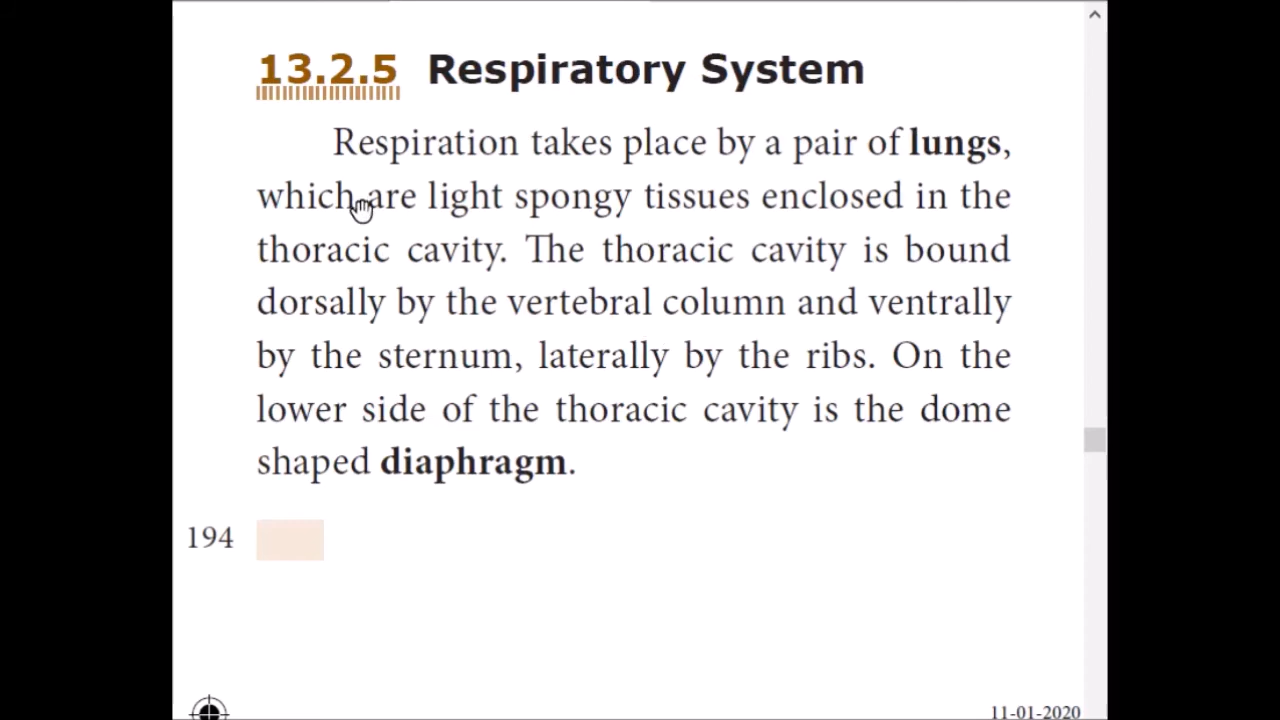 13.2.5 Respiratory System
Respiration takes place by a pair of lungs,
which are light spongy tissues enclosed in the
thoracic cavity. The thoracic cavity is bound
dorsally by the vertebral column and ventrally
by the sternum, laterally by the ribs. On the
lower side of the thoracic cavity is the dome
shaped diaphragm.
194
11-01-2020